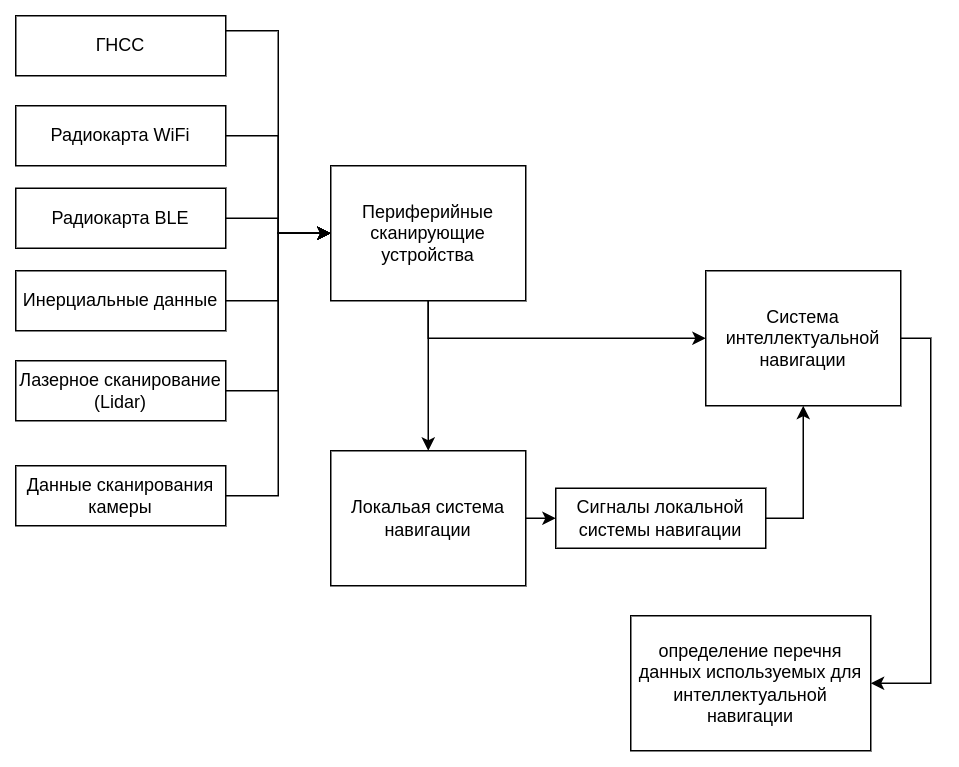 ГНСС
Радиокарта WiFi
Радиокарта BLE
Инерциальные данные
Лазерное сканирование
(Lidar)
Данные сканирования
камеры
Периферийные
сканирующие
устройства
Система
интеллектуальной
навигации
Локальая система
навигации
Сигналы локальной
системы навигации
определение перечня
данных используемых для
интеллектуальной
навигации